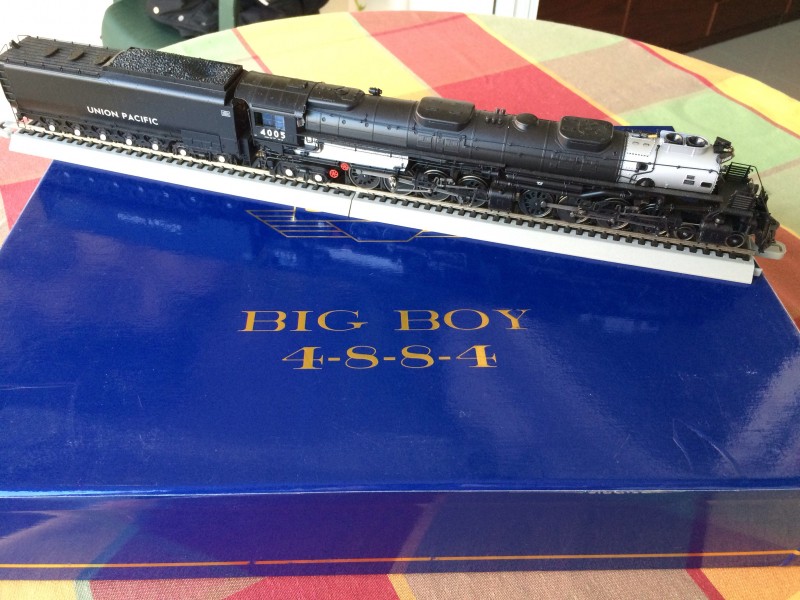 UNION PACIFIC
4005
BIG BOY
4-8-8-4